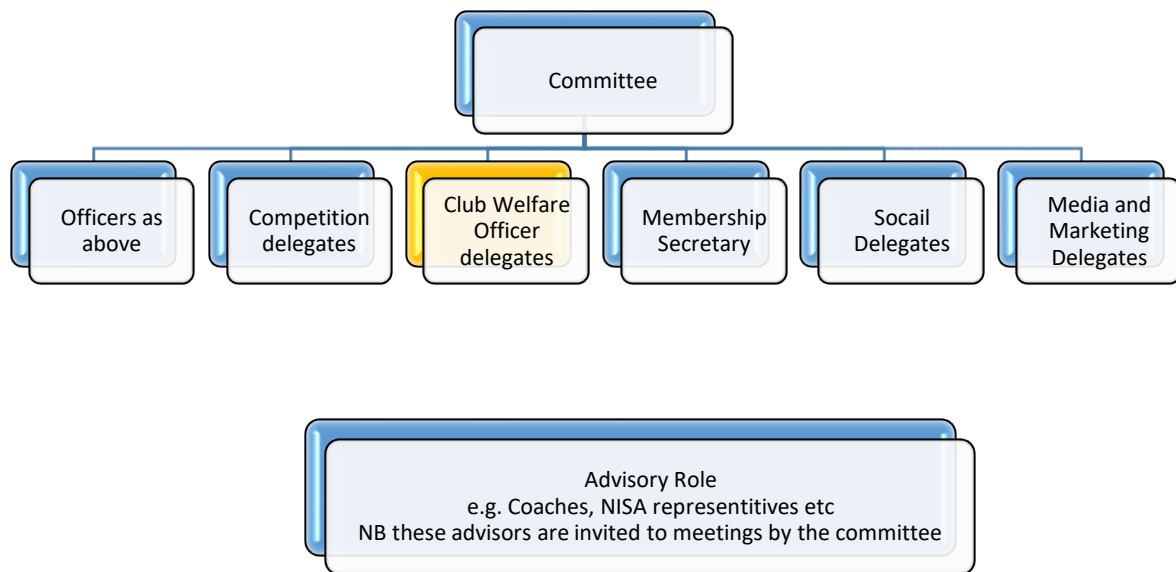 Committee
Officers as
above
Competition
delegates
Club Welfare
Officer
delegates
Membership
Secretary
Socail
Delegates
Media and
Marketing
Delegates
Advisory Role
e.g. Coaches, NISA representitives etc
NB these advisors are invited to meetings by the committee